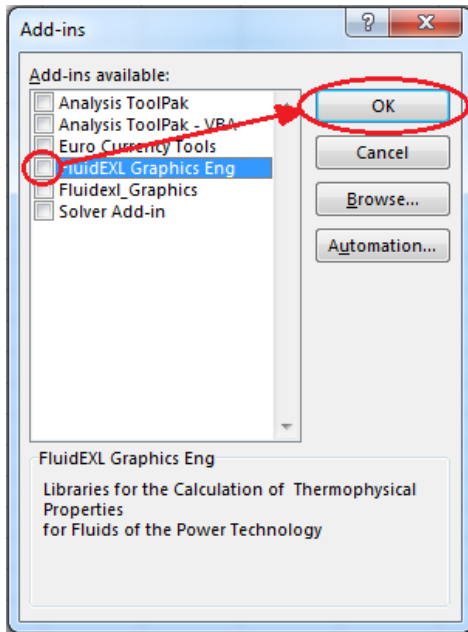 Add-ins
Add-ins available:
Analysis ToolPak
Analysis ToolPak - VBA
Euro Currency Tools
FluidEXL Graphics Eng
Fluidexl_Graphics
Solver Add-in
OK
Cancel
Browse...
Automation...
FluidEXL Graphics Eng
Libraries for the Calculation of Thermophysical
Properties
for Fluids of the Power Technology